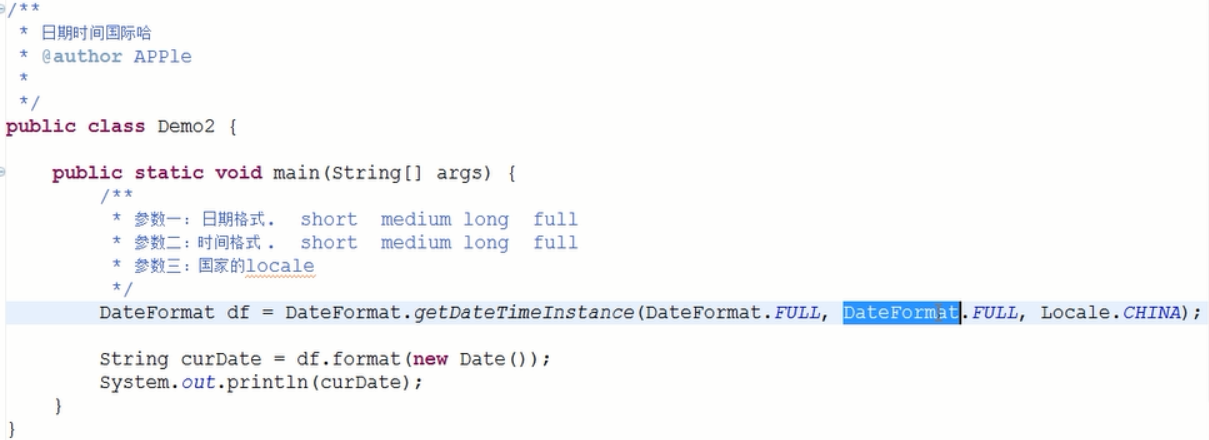 /**
 * 日期时间国际哈
 * @author APPle
 *
 */
public class Demo2 {
    public static void main(String[] args) {
        /**
         * 参数一：日期格式． short  medium long  full
         * 参数二：时间格式． short  medium long  full
         * 参数三：国家的locale
         */
        DateFormat df = DateFormat.getDateTimeInstance(DateFormat.FULL, DateFormat.FULL, Locale.CHINA);
        String curDate = df.format(new Date());
        System.out.println(curDate);
    }
}